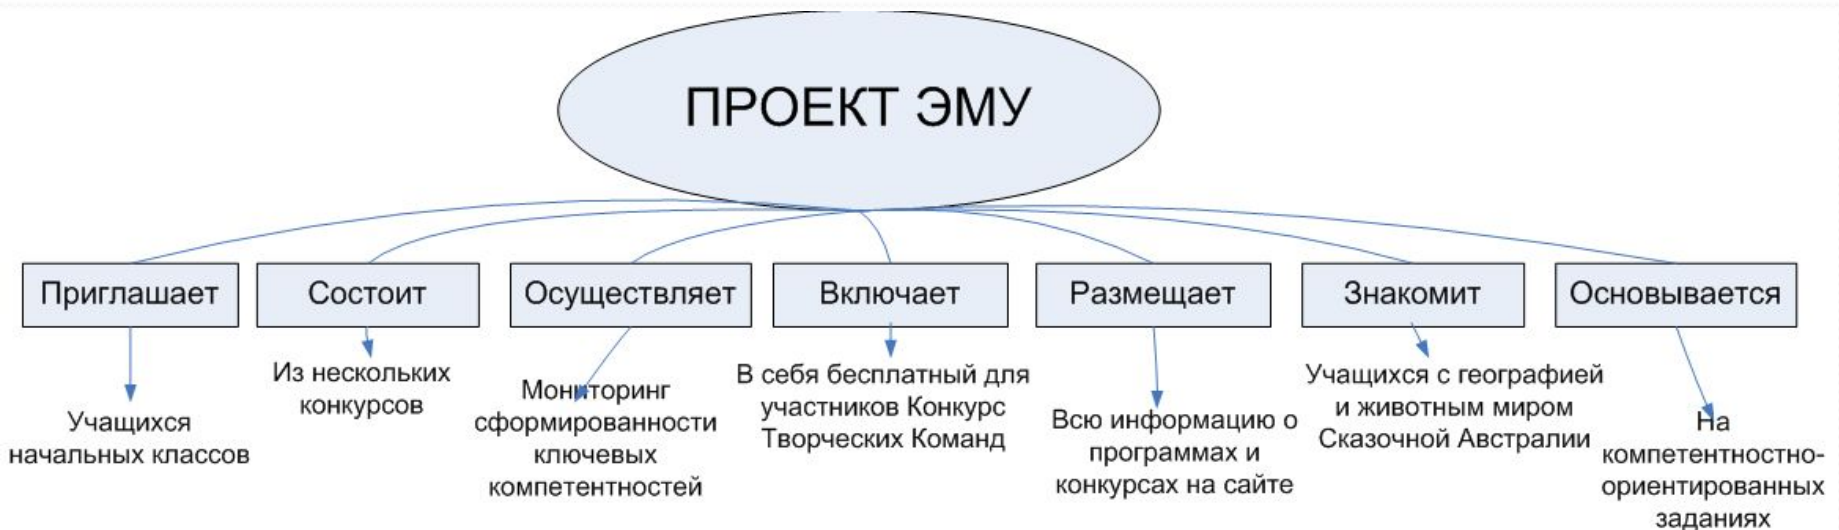 ПРОЕКТ ЭМУ
Приглашает
Состоит
Осуществляет
Включает
Размещает
Знакомит
Основывается
Учащихся
начальных классов
Из нескольких
конкурсов
Мониторинг
сформированности
ключевых
компетентностей
В себя бесплатный для
участников Конкурс
Творческих Команд
Всю информацию о
программах и
конкурсах на сайте
Учащихся с географией
и животным миром
Сказочной Австралии
На
компетентностно-
ориентированных
заданиях